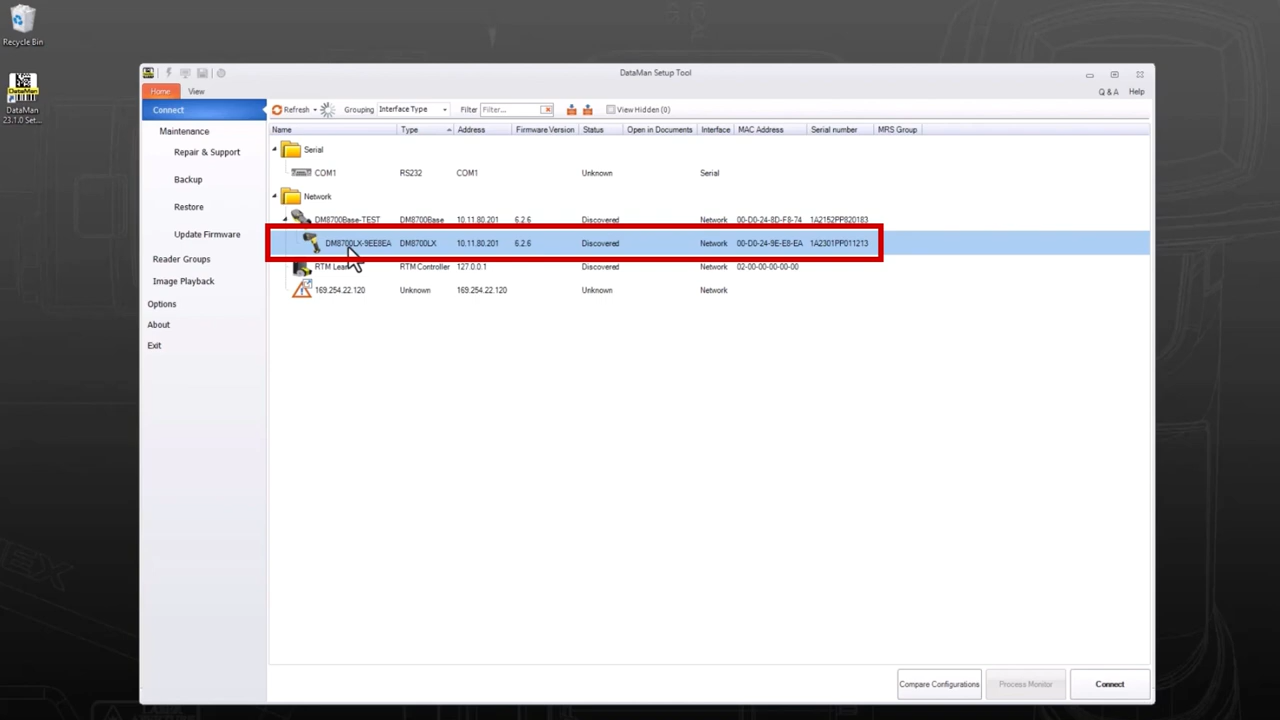 Recycle Bin
DataMan
DataMan
23.1.0 Set...
DataMan Setup Tool
Home View
Q & A Help
Connect
Maintenance
Repair & Support
Backup
Restore
Update Firmware
Reader Groups
Image Playback
Options
About
Exit
Refresh Grouping Interface Type Filter Filter... View Hidden (0)
Name Type Address Firmware Version Status Open in Documents Interface MAC Address Serial number MRS Group
Serial
COM1 RS232 COM1 Unknown Serial
Network
DM8700Base-TEST DM8700Base 10.11.80.201 6.2.6 Discovered Network 00-D0-24-8D-F8-74 1A2152PP820183
DM8700LX-9EE8EA DM8700LX 10.11.80.201 6.2.6 Discovered Network 00-D0-24-9E-E8-EA 1A2301PP011213
RTM RTM Controller 127.0.0.1 Discovered Network 02-00-00-00-00-00
169.254.22.120 Unknown 169.254.22.120 Unknown Network
Compare Configurations Process Monitor Connect